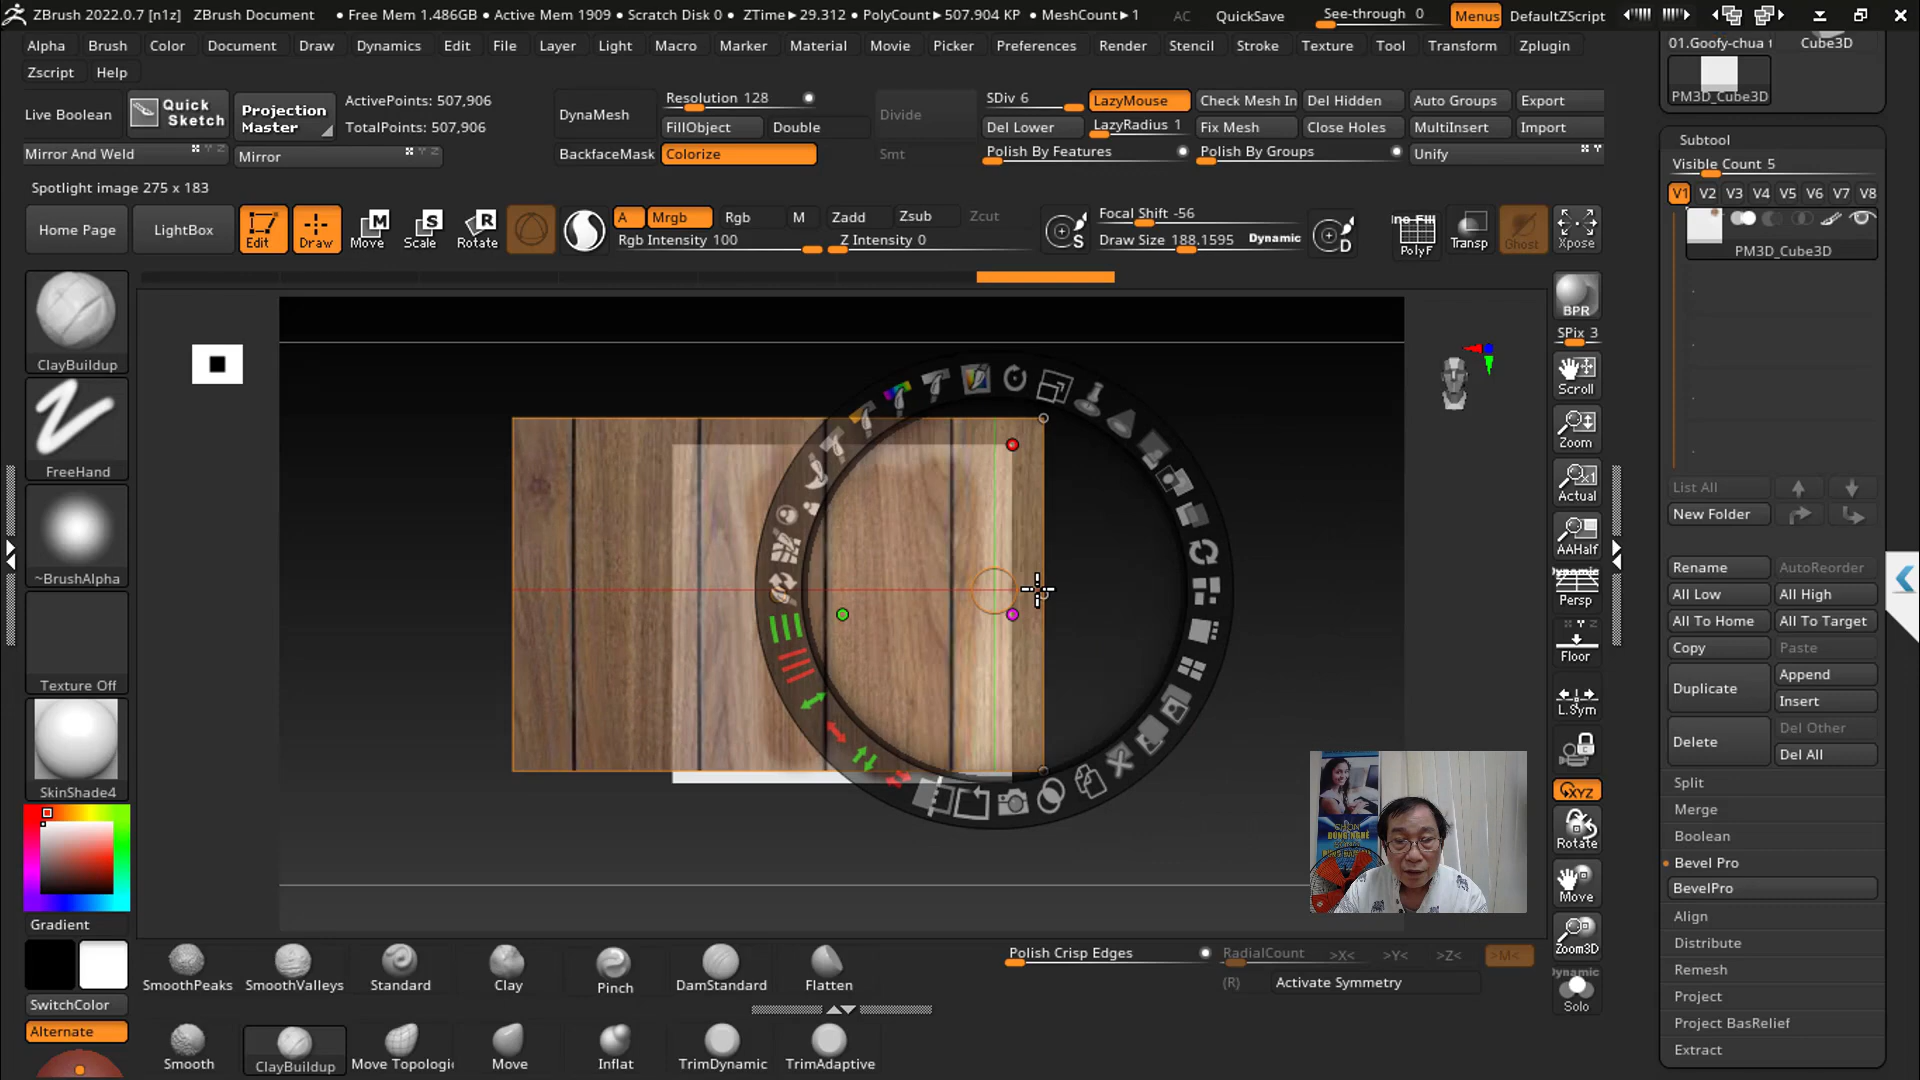 ZBrush 2022.0.7 [n1z] ZBrush Document • Free Mem 1.486GB • Active Mem 1909 • Scratch Disk 0 • ZTime▸29.312 • PolyCount▸507.904 KP • MeshCount▸1 AC QuickSave See-through 0 Menus DefaultZScript
Alpha Brush Color Document Draw Dynamics Edit File Layer Light Macro Marker Material Movie Picker Preferences Render Stencil Stroke Texture Tool Transform Zplugin
Zscript Help
Live Boolean
Quick Sketch
Projection Master
ActivePoints: 507,906
TotalPoints: 507,906
Mirror And Weld
Mirror
DynaMesh
BackfaceMask
Resolution 128
FillObject Double
Colorize
Divide
Smt
SDiv 6
Del Lower
Polish By Features
LazyMouse
LazyRadius 1
Check Mesh In Del Hidden Auto Groups Export
Fix Mesh Close Holes MultiInsert Import
Polish By Groups Unify
Spotlight image 275 x 183
Home Page LightBox Edit Draw Move Scale Rotate
A Mrgb Rgb M Zadd Zsub Zcut
Rgb Intensity 100 Z Intensity 0
S
Focal Shift -56
Draw Size 188.1595 Dynamic
D
PolyF Transp Ghost Xpose
ClayBuildup
FreeHand
~BrushAlpha
Texture Off
SkinShade4
Gradient
SwitchColor
Alternate
BPR
SPix 3
Scroll
Zoom
Actual
AAHalf
Dynamic
Persp
Floor
L.Sym
XYZ
Rotate
Move
Zoom3D
Dynamic
Solo
SmoothPeaks SmoothValleys Standard Clay Pinch DamStandard Flatten
Smooth ClayBuildup Move Topologi Move Inflat TrimDynamic TrimAdaptive
Polish Crisp Edges RadialCount >X< >Y< >Z< >M<
(R) Activate Symmetry
Cube3D
PM3D_Cube3D
Subtool
Visible Count 5
V1 V2 V3 V4 V5 V6 V7 V8
PM3D_Cube3D
List All
New Folder
Rename AutoReorder
All Low All High
All To Home All To Target
Copy Paste
Duplicate Append
Insert
Delete Del Other
Del All
Split
Merge
Boolean
Bevel Pro
BevelPro
Align
Distribute
Remesh
Project
Project BasRelief
Extract